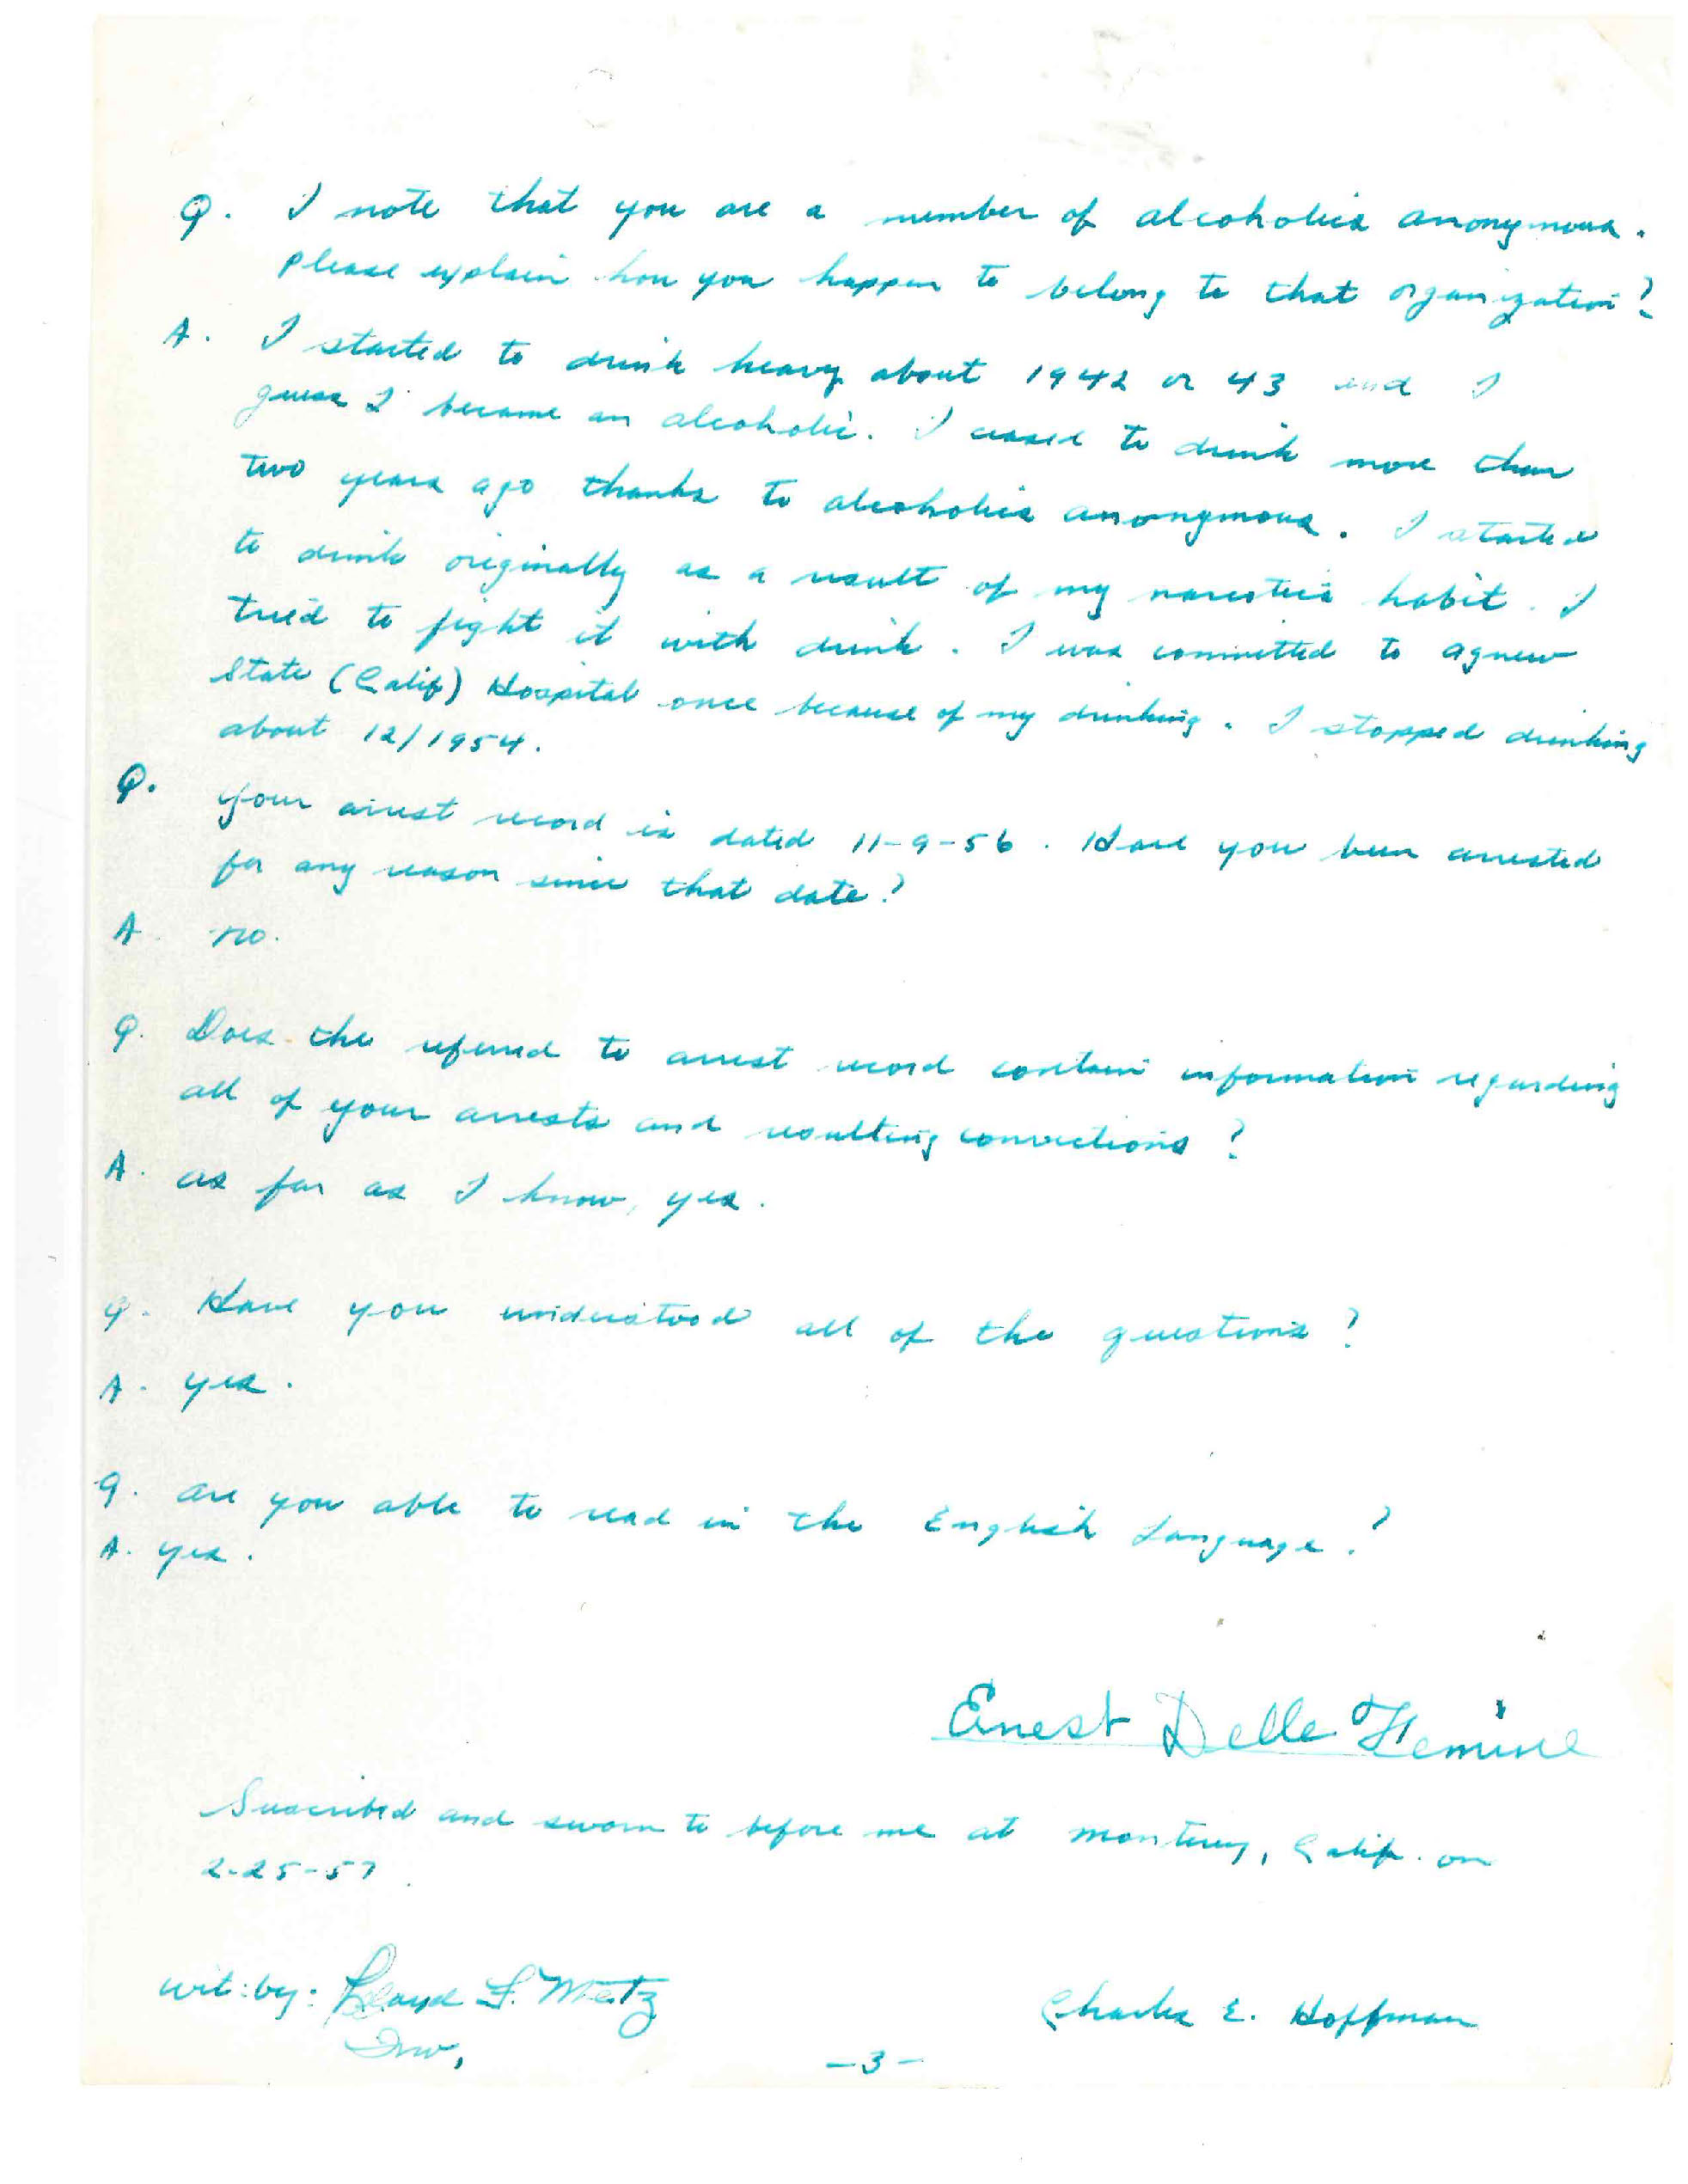 Q. I note that you are a member of alcoholics anonymous.
Please explain how you happen to belong to that organization?
A. I started to drink heavy about 1942 or 43 and I
guess I became an alcoholic. I ceased to drink more than
two years ago thanks to alcoholics anonymous. I started
to drink originally as a result of my narcotics habit. I
tried to fight it with drink. I was committed to agnew
State (Calif) Hospital once because of my drinking. I stopped drinking
about 12/1954.
Q. your arrest record is dated 11-9-56. Have you been arrested
for any reason since that date?
A. no.
Q. Does the referred to arrest record contain information regarding
all of your arrests and resulting convictions?
A. as far as I know, yes.
Q. Have you understood all of the questions?
A. yes.
Q. are you able to read in the English Language?
A. yes.
Ernest Delle Femine
Suscribed and sworn to before me at monterey, Calif. on
2-25-57.
wit: by: Lloyd F. Metz
Inv.
Charles E. Hoffman
-3-